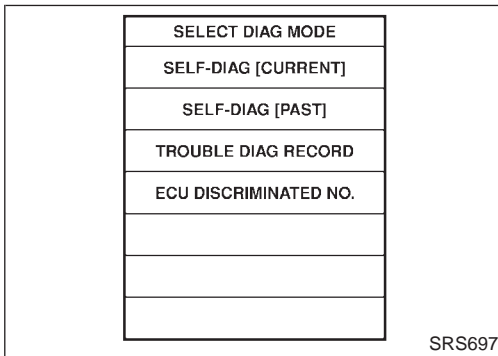 SELECT DIAG MODE
SELF-DIAG [CURRENT]
SELF-DIAG [PAST]
TROUBLE DIAG RECORD
ECU DISCRIMINATED NO.
SRS697